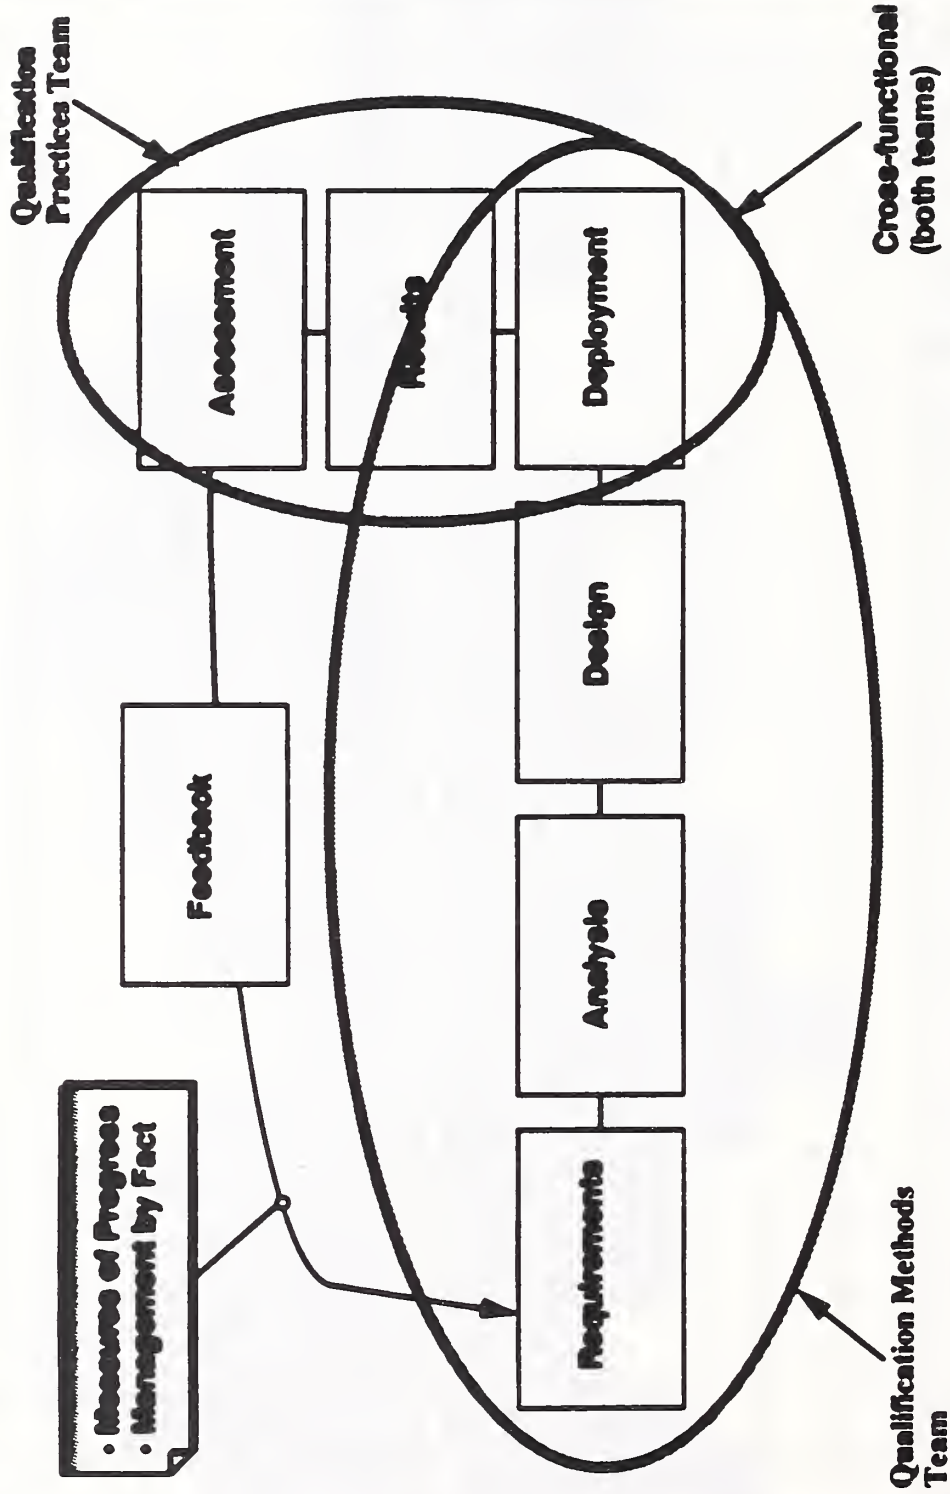 • Measures of Progress
• Management by Fact
Feedback
Qualification
Practices Team
Assessment
Results
Requirements
Analysis
Design
Deployment
Qualification Methods
Team
Cross-functional
(both teams)